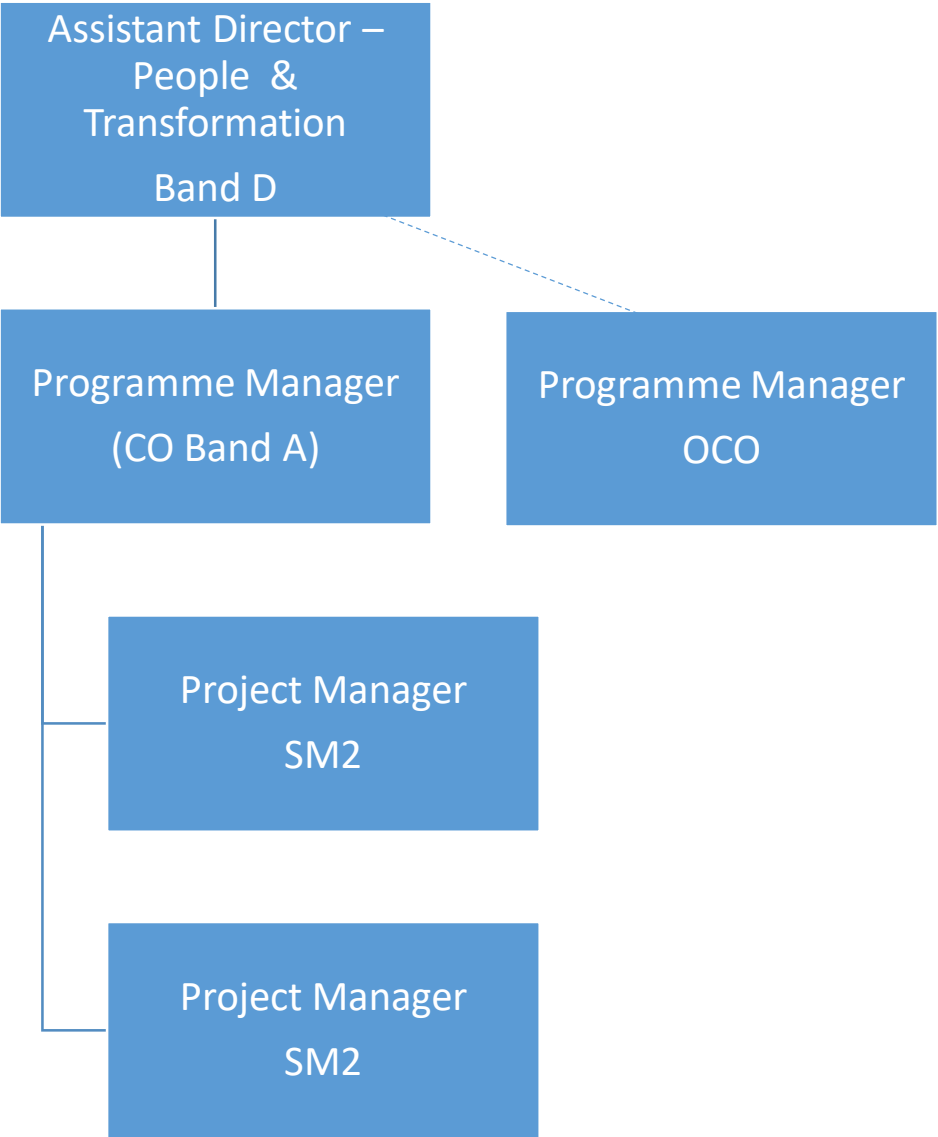 Assistant Director –
People &
Transformation
Band D
Programme Manager
(CO Band A)
Programme Manager
OCO
Project Manager
SM2
Project Manager
SM2